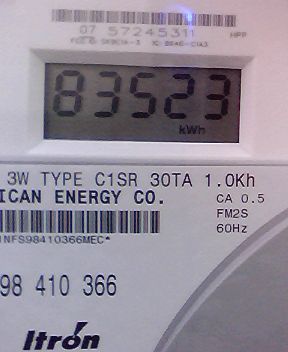 07 57245311
HPP
83523
kWh
3W TYPE C1SR 30TA 1.0Kh
ICAN ENERGY CO.
CA 0.5
FM2S
60Hz
INFS98410366MEC*
98 410 366
Itron